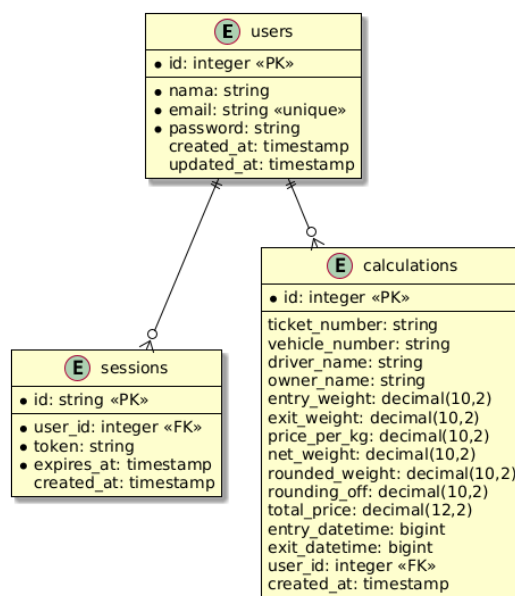 E users
id: integer «PK»
nama: string
email: string «unique»
password: string
created_at: timestamp
updated_at: timestamp
E sessions
id: string «PK»
user_id: integer «FK»
token: string
expires_at: timestamp
created_at: timestamp
E calculations
id: integer «PK»
ticket_number: string
vehicle_number: string
driver_name: string
owner_name: string
entry_weight: decimal(10,2)
exit_weight: decimal(10,2)
price_per_kg: decimal(10,2)
net_weight: decimal(10,2)
rounded_weight: decimal(10,2)
rounding_off: decimal(10,2)
total_price: decimal(12,2)
entry_datetime: bigint
exit_datetime: bigint
user_id: integer «FK»
created_at: timestamp